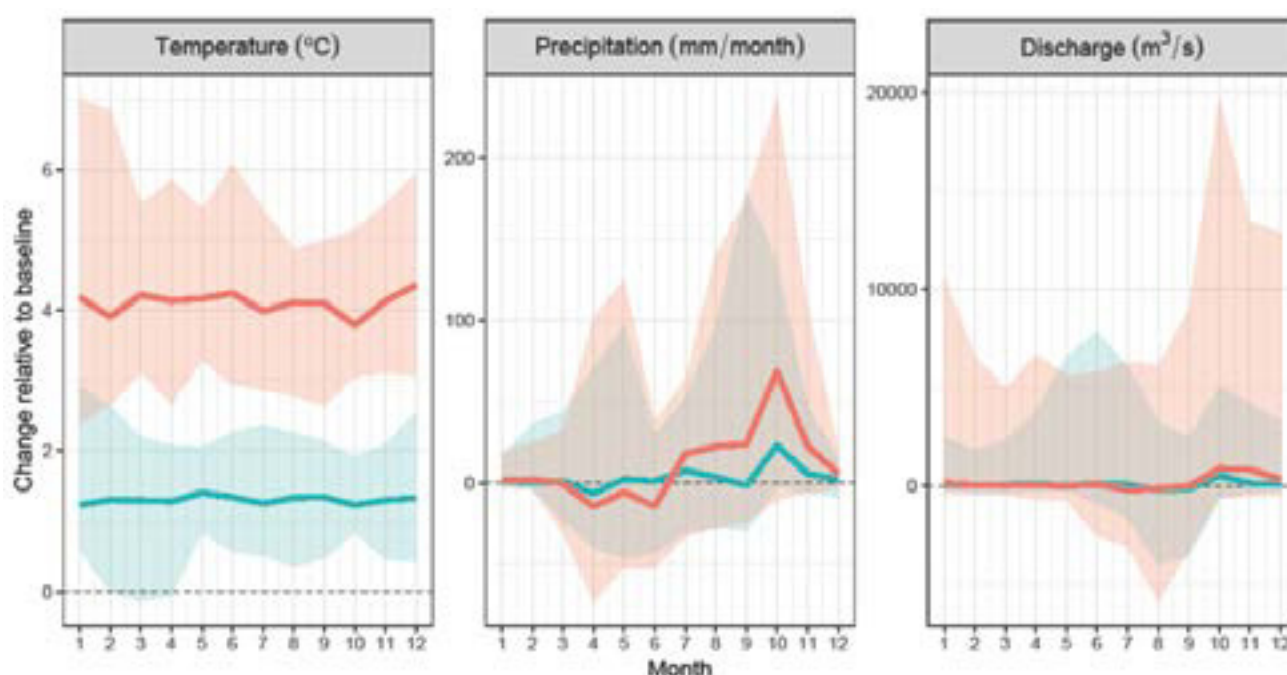 Temperature (°C)
Precipitation (mm/month)
Discharge (m³/s)
Change relative to baseline
6
4
2
0
200
100
0
20000
10000
0
1 2 3 4 5 6 7 8 9 10 11 12
1 2 3 4 5 6 7 8 9 10 11 12
1 2 3 4 5 6 7 8 9 10 11 12
Month